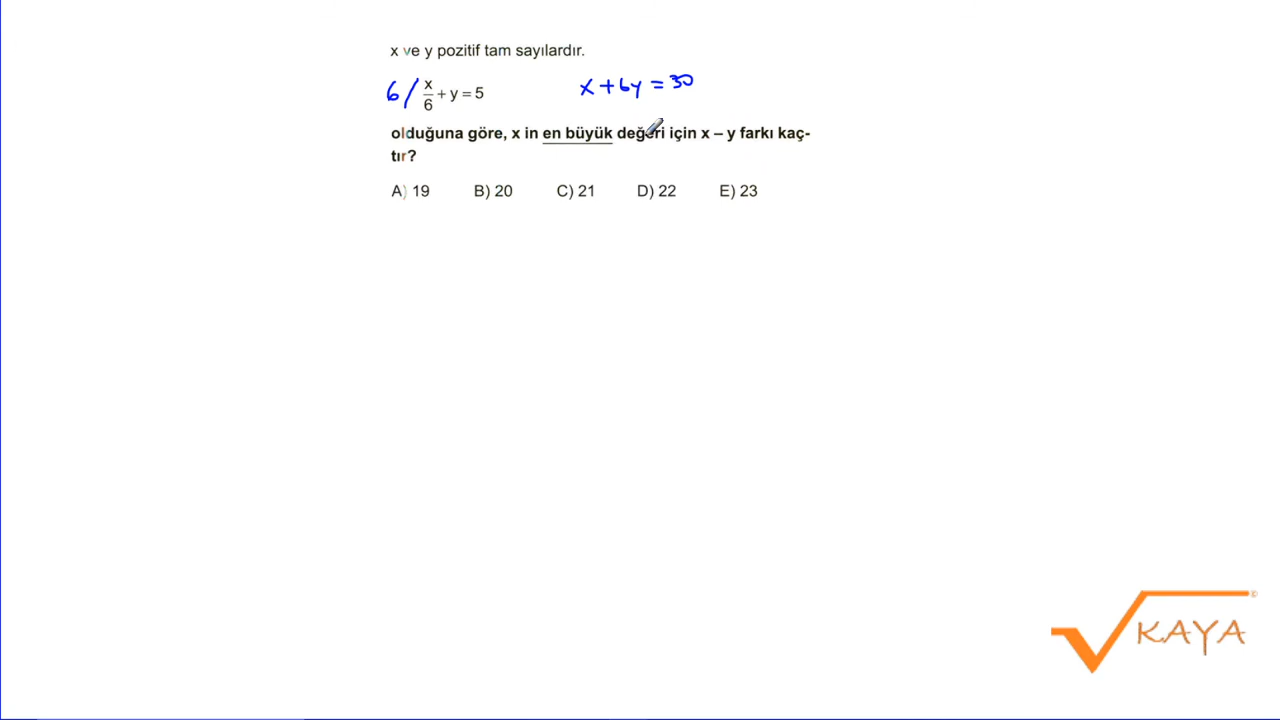 x ve y pozitif tam sayılardır.
6 / x/6 + y = 5    x + 6y = 30
olduğuna göre, x in en büyük değeri için x – y farkı kaç-
tır?
A) 19    B) 20    C) 21    D) 22    E) 23
KAYA
©